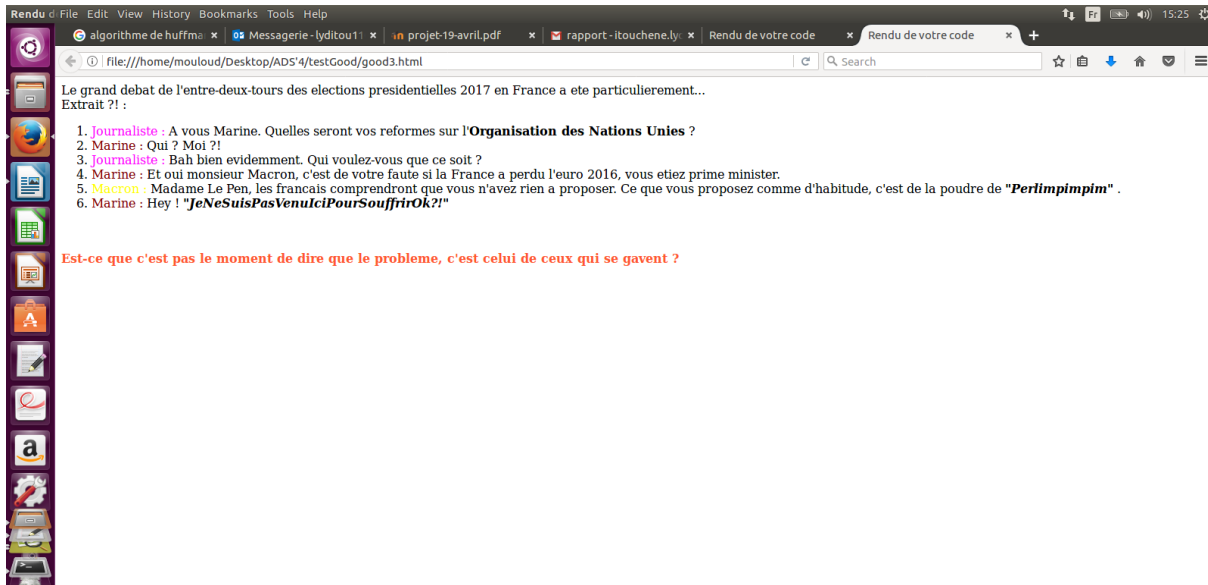 Rendu d File Edit View History Bookmarks Tools Help Fr 15:25
algorithme de huffma Messagerie - lyditou11 projet-19-avril.pdf rapport - itouchene.lyc Rendu de votre code Rendu de votre code
file:///home/mouloud/Desktop/ADS'4/testGood/good3.html Search
Le grand debat de l'entre-deux-tours des elections presidentielles 2017 en France a ete particulierement...
Extrait ?! :
1. Journaliste : A vous Marine. Quelles seront vos reformes sur l'Organisation des Nations Unies ?
2. Marine : Qui ? Moi ?!
3. Journaliste : Bah bien evidemment. Qui voulez-vous que ce soit ?
4. Marine : Et oui monsieur Macron, c'est de votre faute si la France a perdu l'euro 2016, vous etiez prime minister.
5. Macron : Madame Le Pen, les francais comprendront que vous n'avez rien a proposer. Ce que vous proposez comme d'habitude, c'est de la poudre de "Perlimpimpim" .
6. Marine : Hey ! "JeNeSuisPasVenuIciPourSouffrirOk?!"
Est-ce que c'est pas le moment de dire que le probleme, c'est celui de ceux qui se gavent ?